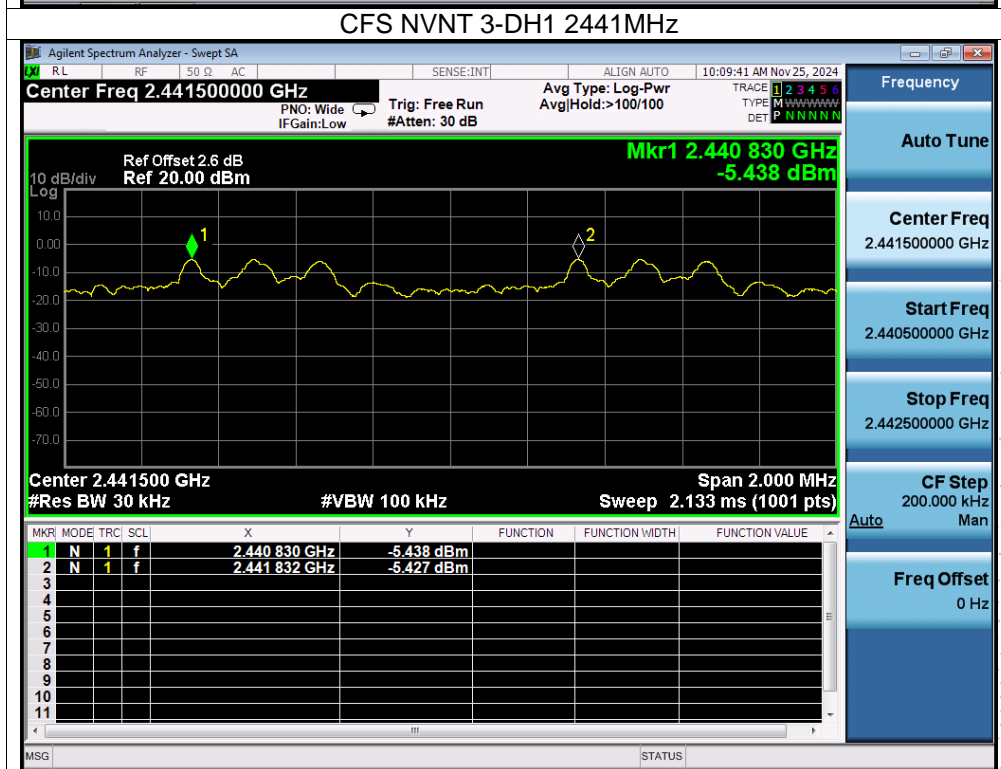 CFS NVNT 3-DH1 2441MHz
Agilent Spectrum Analyzer - Swept SA
LXI RL RF 50 Ω AC SENSE:INT ALIGN AUTO 10:09:41 AM Nov 25, 2024
Center Freq 2.441500000 GHz
PNO: Wide
IFGain:Low
Trig: Free Run
#Atten: 30 dB
Avg Type: Log-Pwr
Avg|Hold:>100/100
TRACE 1 2 3 4 5 6
TYPE M WWWWW
DET P N N N N N
Mkr1 2.440 830 GHz
-5.438 dBm
Ref Offset 2.6 dB
10 dB/div Ref 20.00 dBm
Log
10.0
0.00
-10.0
-20.0
-30.0
-40.0
-50.0
-60.0
-70.0
1
2
Center 2.441500 GHz Span 2.000 MHz
#Res BW 30 kHz #VBW 100 kHz Sweep 2.133 ms (1001 pts)
MKR MODE TRC SCL X Y FUNCTION FUNCTION WIDTH FUNCTION VALUE
1 N 1 f 2.440 830 GHz -5.438 dBm
2 N 1 f 2.441 832 GHz -5.427 dBm
3
4
5
6
7
8
9
10
11
MSG STATUS
Frequency
Auto Tune
Center Freq
2.441500000 GHz
Start Freq
2.440500000 GHz
Stop Freq
2.442500000 GHz
CF Step
200.000 kHz
Auto Man
Freq Offset
0 Hz